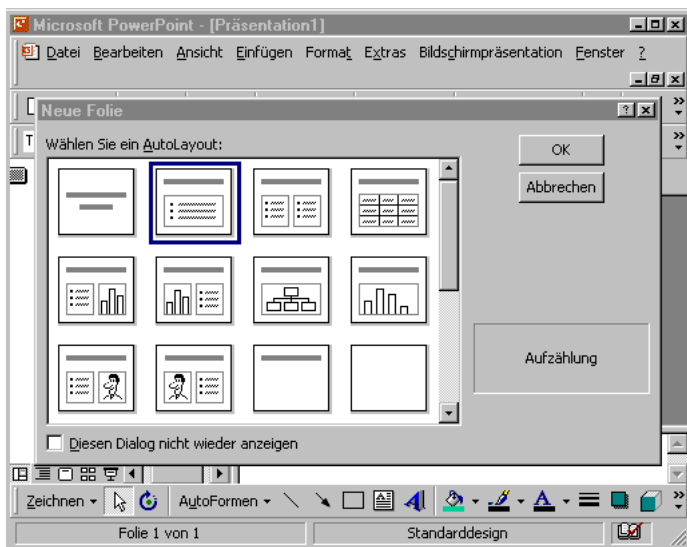 Microsoft PowerPoint - [Präsentation1]
Datei Bearbeiten Ansicht Einfügen Format Extras Bildschirmpräsentation Fenster ?
Neue Folie
Wählen Sie ein AutoLayout:
OK
Abbrechen
Aufzählung
Diesen Dialog nicht wieder anzeigen
Zeichnen AutoFormen
Folie 1 von 1 Standarddesign